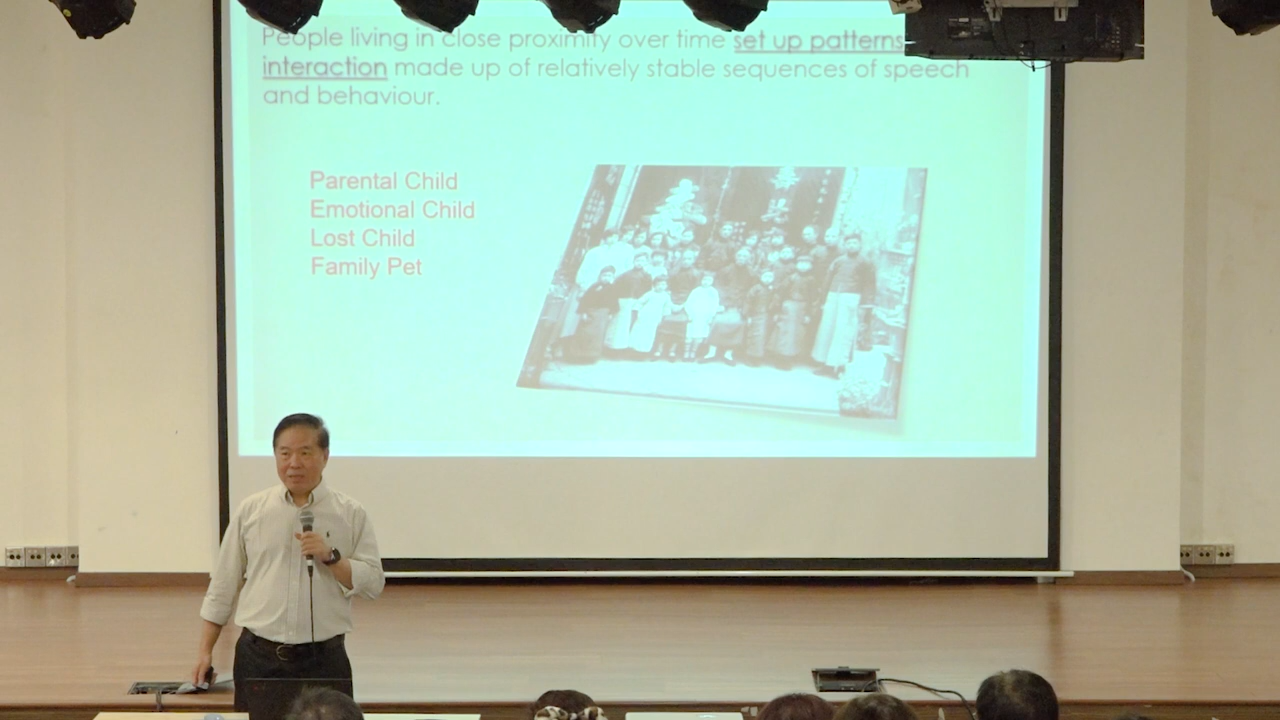 People living in close proximity over time set up patterns
interaction made up of relatively stable sequences of speech
and behaviour.
Parental Child
Emotional Child
Lost Child
Family Pet